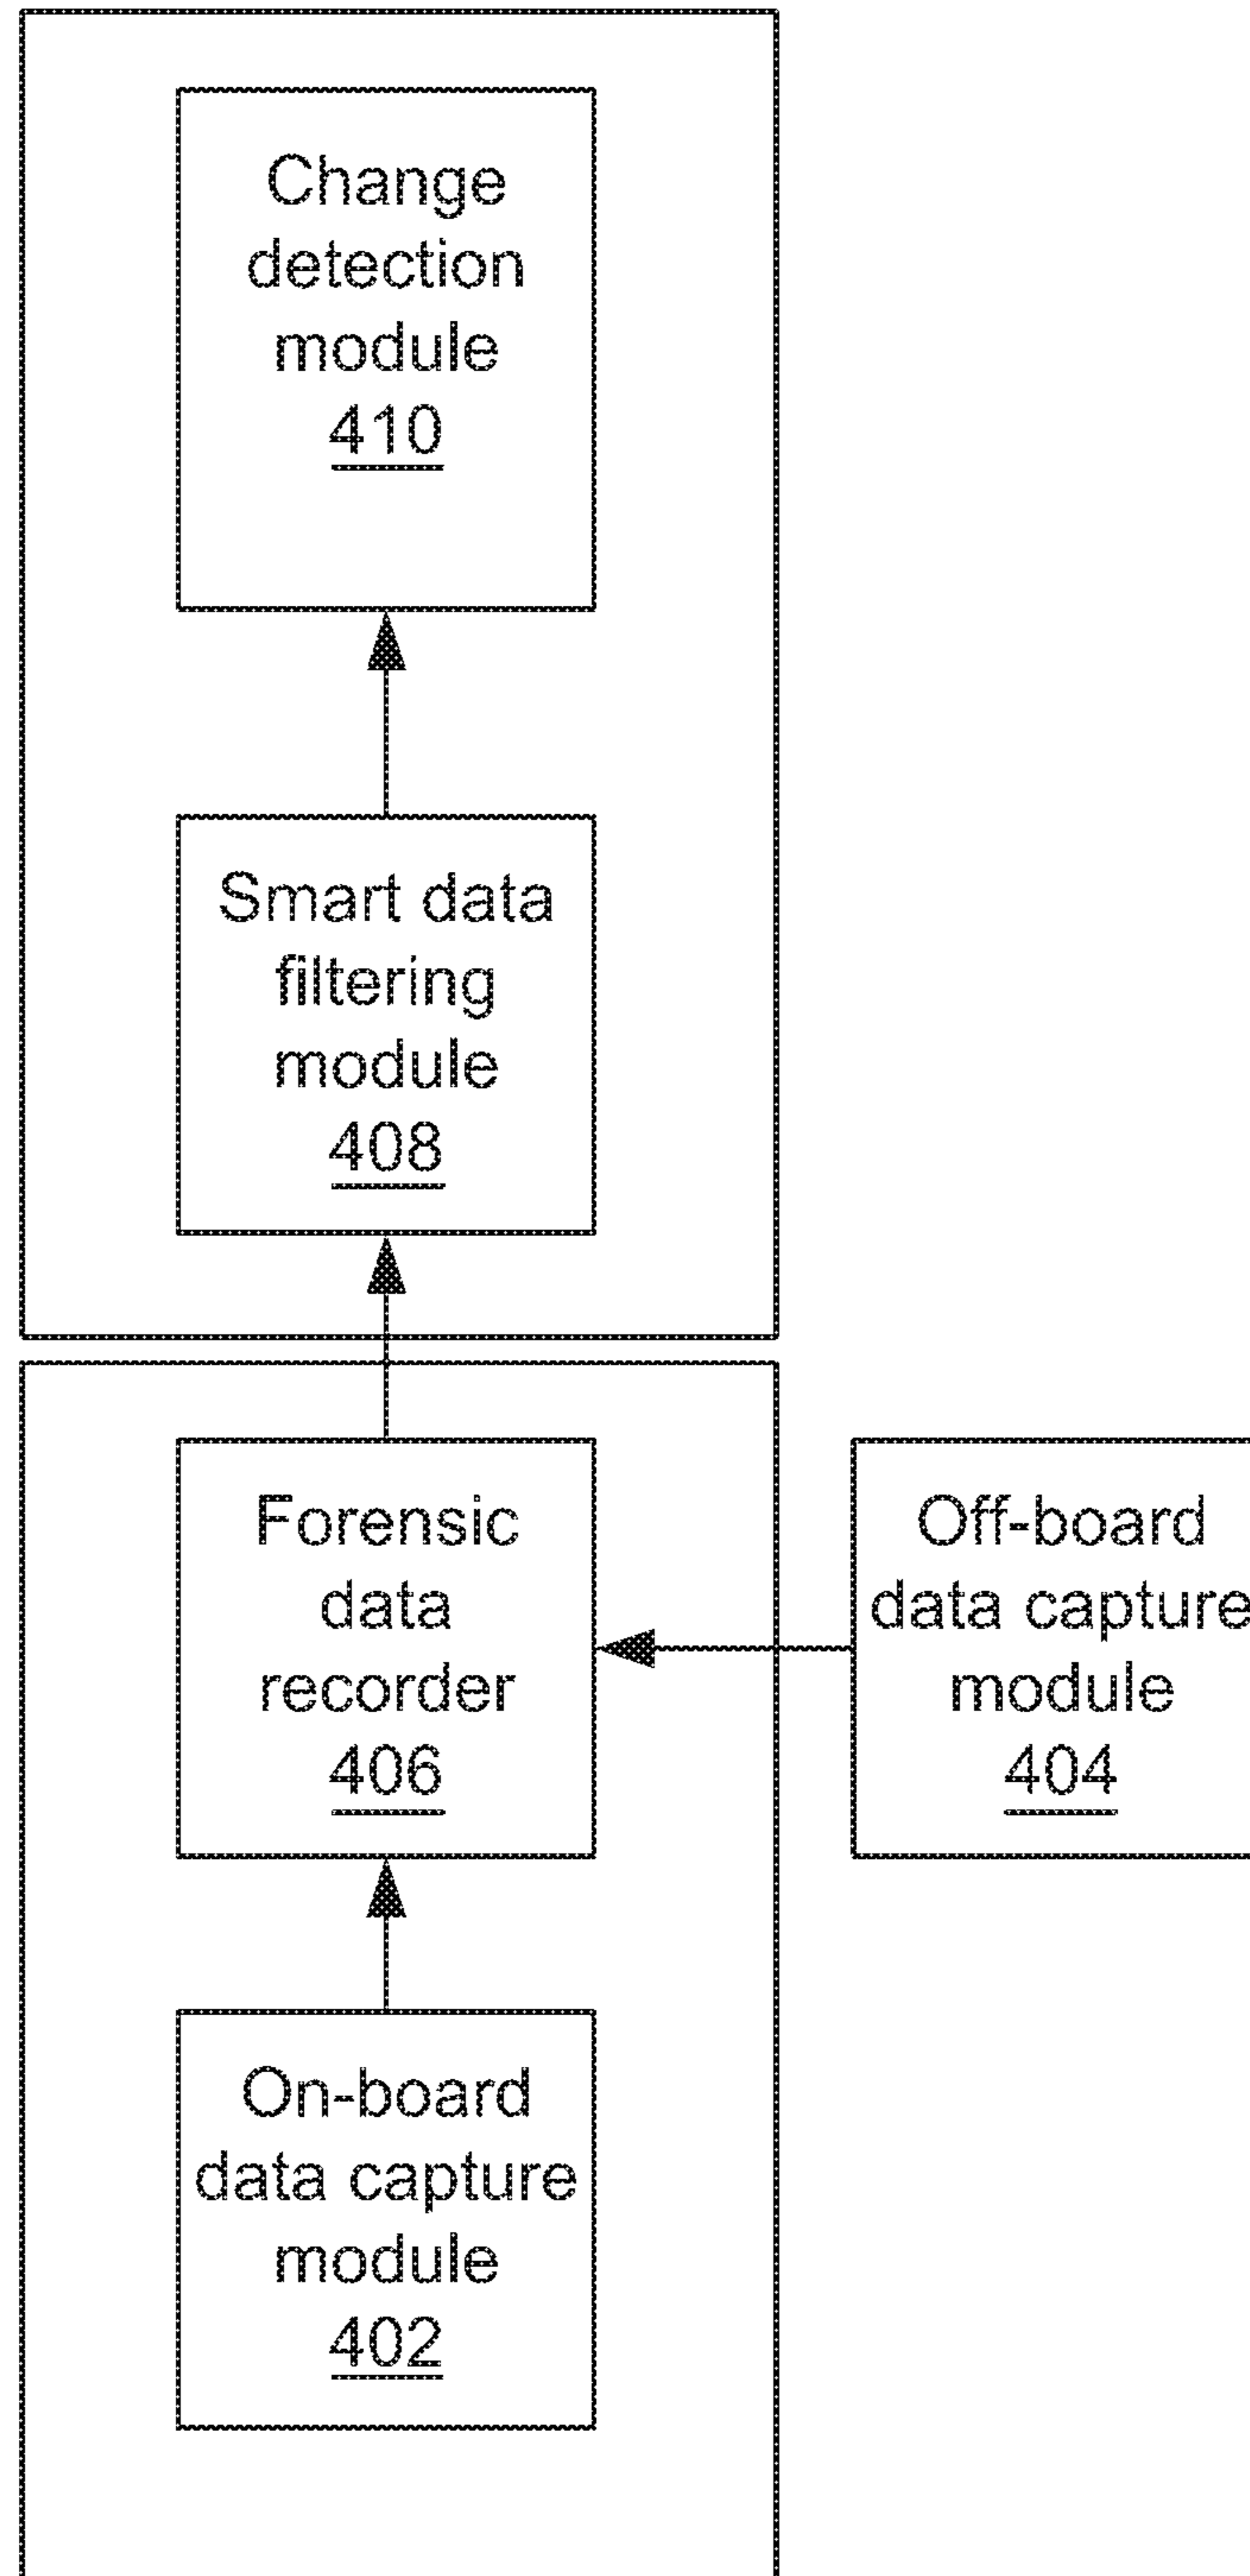 Change
detection
module
410
Smart data
filtering
module
408
Forensic
data
recorder
406
Off-board
data capture
module
404
On-board
data capture
module
402